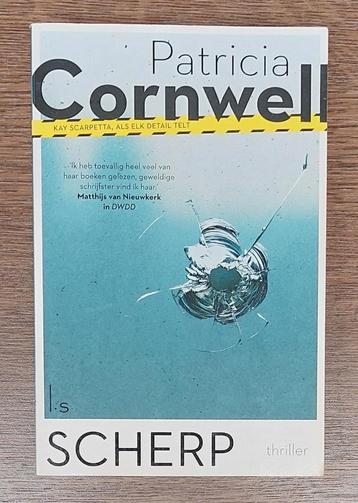 Patricia
Cornwell
KAY SCARPETTA, ALS ELK DETAIL TELT
'Ik heb toevallig heel veel van
haar boeken gelezen, geweldige
schrijfster vind ik haar.'
Matthijs van Nieuwkerk
in DWDD
l.s
SCHERP
thriller